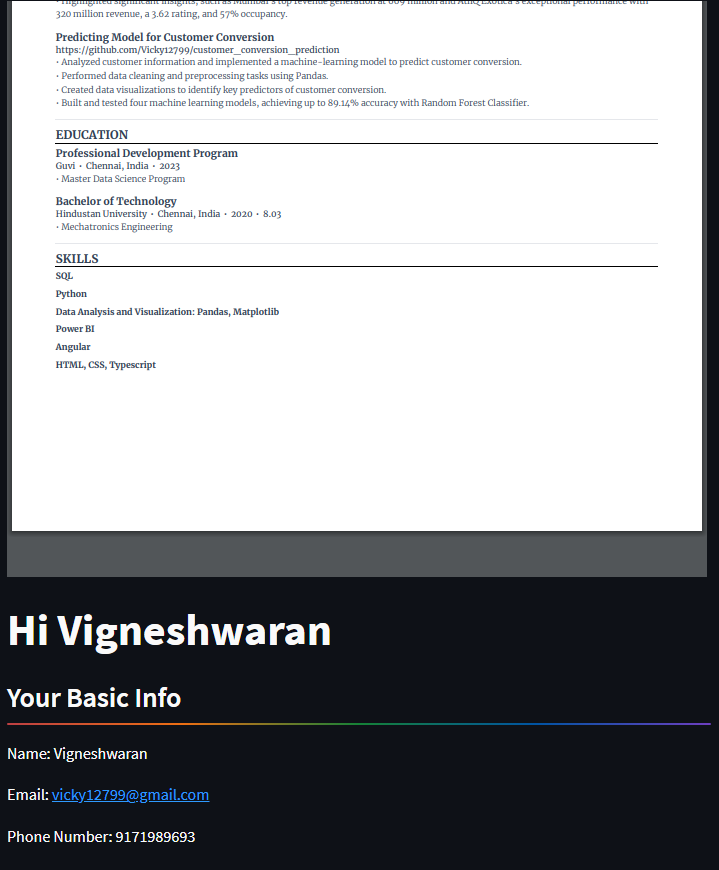 • Highlighted significant insights, such as Mumbai's top revenue generation at 669 million and AtliQ Exotica's exceptional performance with
320 million revenue, a 3.62 rating, and 57% occupancy.
Predicting Model for Customer Conversion
https://github.com/Vicky12799/customer_conversion_prediction
• Analyzed customer information and implemented a machine-learning model to predict customer conversion.
• Performed data cleaning and preprocessing tasks using Pandas.
• Created data visualizations to identify key predictors of customer conversion.
• Built and tested four machine learning models, achieving up to 89.14% accuracy with Random Forest Classifier.
EDUCATION
Professional Development Program
Guvi • Chennai, India • 2023
• Master Data Science Program
Bachelor of Technology
Hindustan University • Chennai, India • 2020 • 8.03
• Mechatronics Engineering
SKILLS
SQL
Python
Data Analysis and Visualization: Pandas, Matplotlib
Power BI
Angular
HTML, CSS, Typescript
Hi Vigneshwaran
Your Basic Info
Name: Vigneshwaran
Email: vicky12799@gmail.com
Phone Number: 9171989693